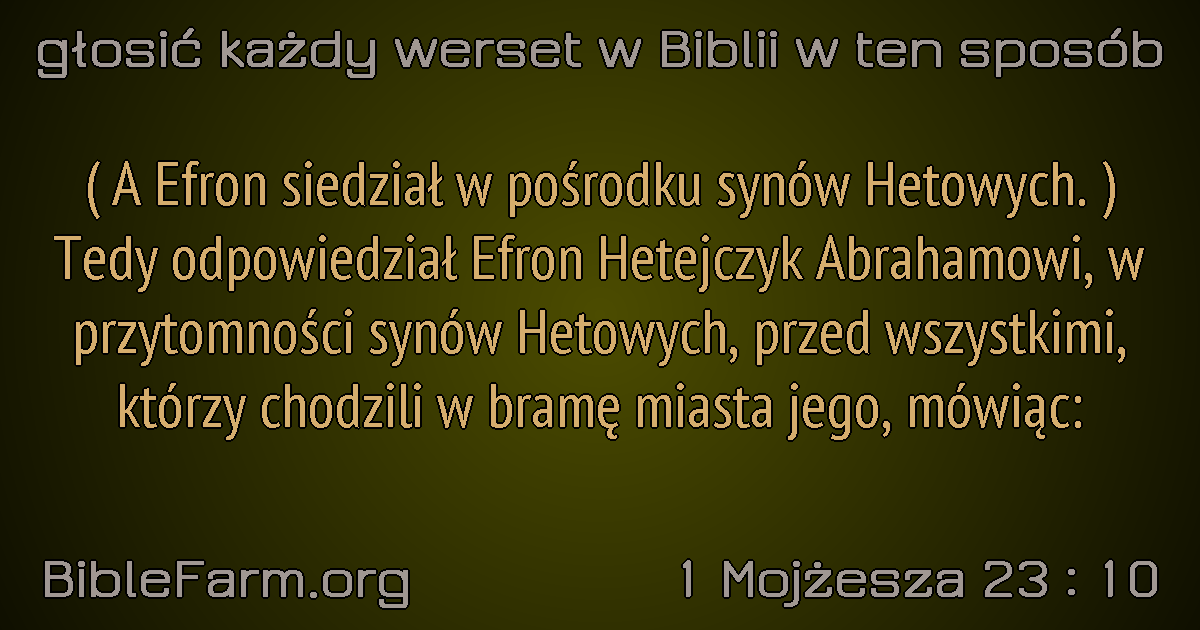 głosić każdy werset w Biblii w ten sposób
( A Efron siedział w pośrodku synów Hetowych. )
Tedy odpowiedział Efron Hetejczyk Abrahamowi, w
przytomności synów Hetowych, przed wszystkimi,
którzy chodzili w bramę miasta jego, mówiąc:
BibleFarm.org
1 Mojżesza 23 : 10